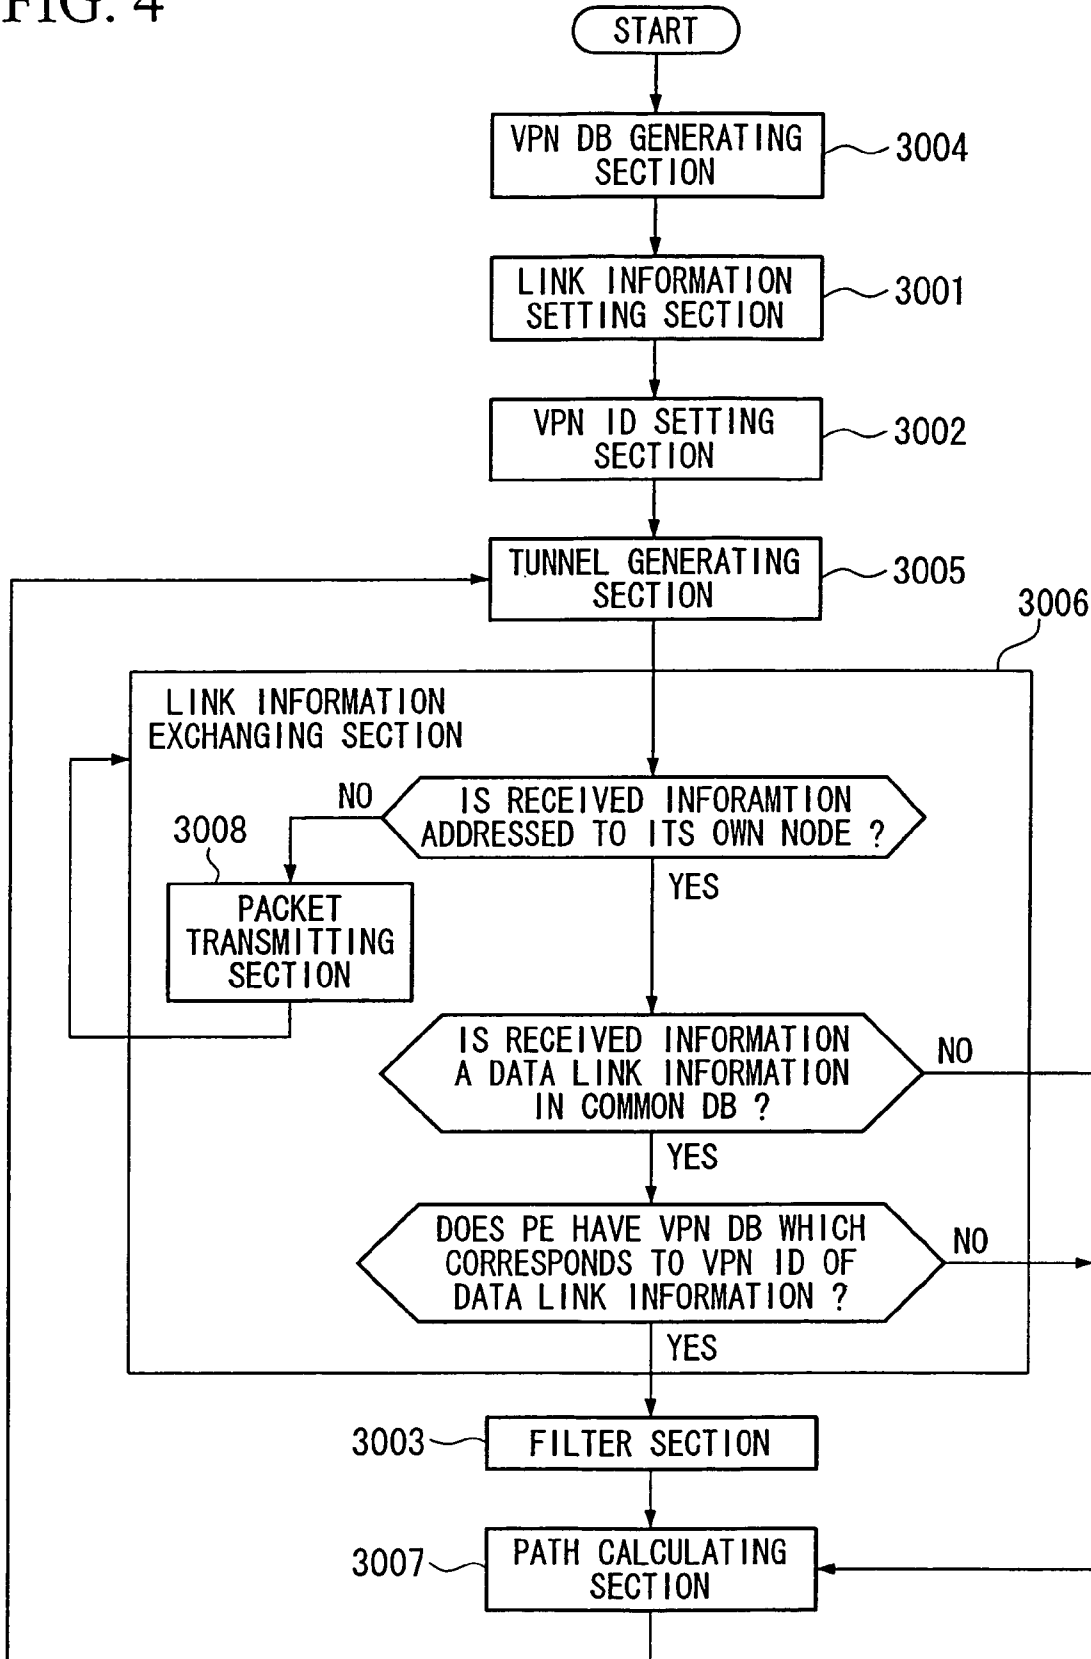 FIG. 4
START
VPN DB GENERATING
SECTION
3004
LINK INFORMATION
SETTING SECTION
3001
VPN ID SETTING
SECTION
3002
TUNNEL GENERATING
SECTION
3005
3006
LINK INFORMATION
EXCHANGING SECTION
NO
IS RECEIVED INFORAMTION
ADDRESSED TO ITS OWN NODE ?
3008
YES
PACKET
TRANSMITTING
SECTION
IS RECEIVED INFORMATION
A DATA LINK INFORMATION
IN COMMON DB ?
NO
YES
DOES PE HAVE VPN DB WHICH
CORRESPONDS TO VPN ID OF
DATA LINK INFORMATION ?
NO
YES
3003
FILTER SECTION
3007
PATH CALCULATING
SECTION